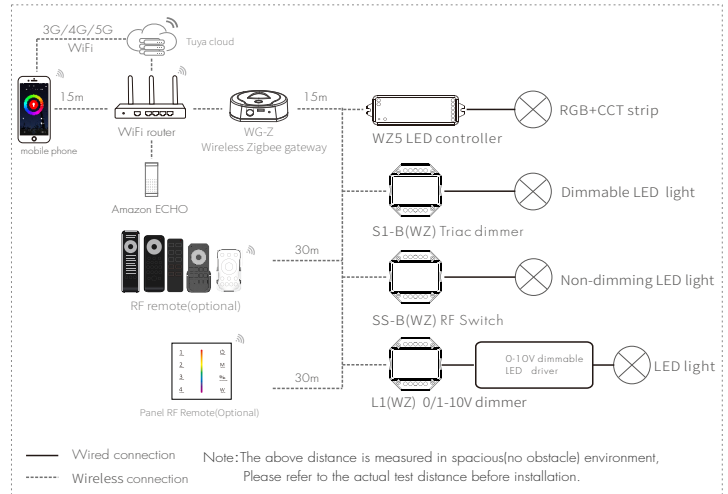 3G/4G/5G
WiFi
Tuya cloud
15m
15m
mobile phone
WiFi router
WG-Z
Wireless Zigbee gateway
WZ5 LED controller
RGB+CCT strip
Amazon ECHO
S1-B(WZ) Triac dimmer
Dimmable LED light
30m
RF remote(optional)
SS-B(WZ) RF Switch
Non-dimming LED light
1
2
3
4
30m
Panel RF Remote(Optional)
L1(WZ) 0/1-10V dimmer
0-10V dimmable
LED driver
LED light
Wired connection
Wireless connection
Note:The above distance is measured in spacious(no obstacle) environment,
Please refer to the actual test distance before installation.